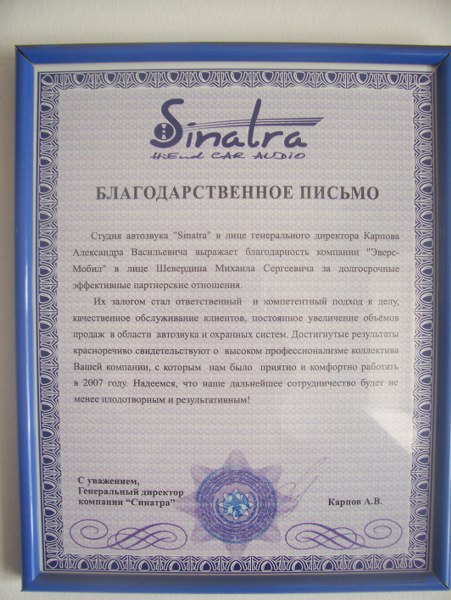 Sinatra
HiEnd CAR AUDIO
БЛАГОДАРСТВЕННОЕ ПИСЬМО
Студия автозвука "Sinatra" в лице генерального директора Карпова
Александра Васильевича выражает благодарность компании "Эверс-
Мобил" в лице Шевердина Михаила Сергеевича за долгосрочные
эффективные партнерские отношения.
Их залогом стал ответственный и компетентный подход к делу,
качественное обслуживание клиентов, постоянное увеличение объёмов
продаж в области автозвука и охранных систем. Достигнутые результаты
красноречиво свидетельствуют о высоком профессионализме коллектива
Вашей компании, с которым нам было приятно и комфортно работать
в 2007 году. Надеемся, что наше дальнейшее сотрудничество будет не
менее плодотворным и результативным!
С уважением,
Генеральный директор
компании "Синатра"
Карпов А.В.